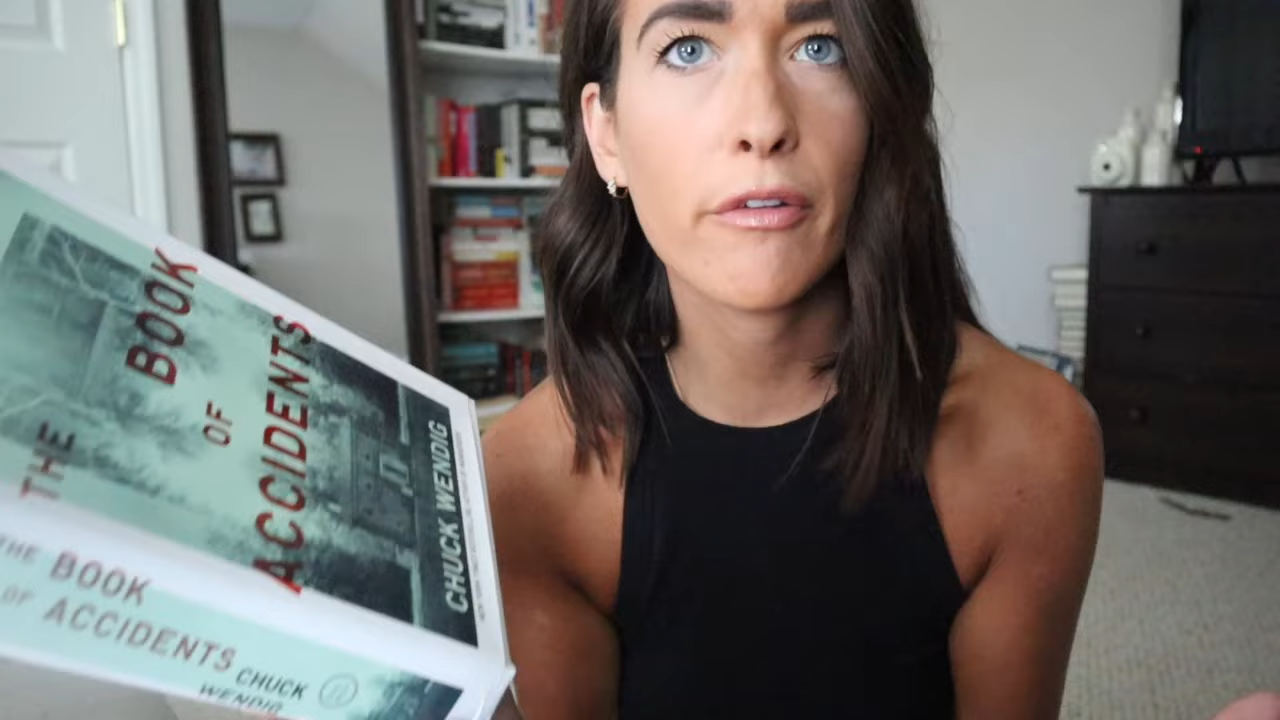 THE
BOOK
OF
ACCIDENTS
CHUCK WENDIG
THE BOOK
OF ACCIDENTS
CHUCK
WENDIG